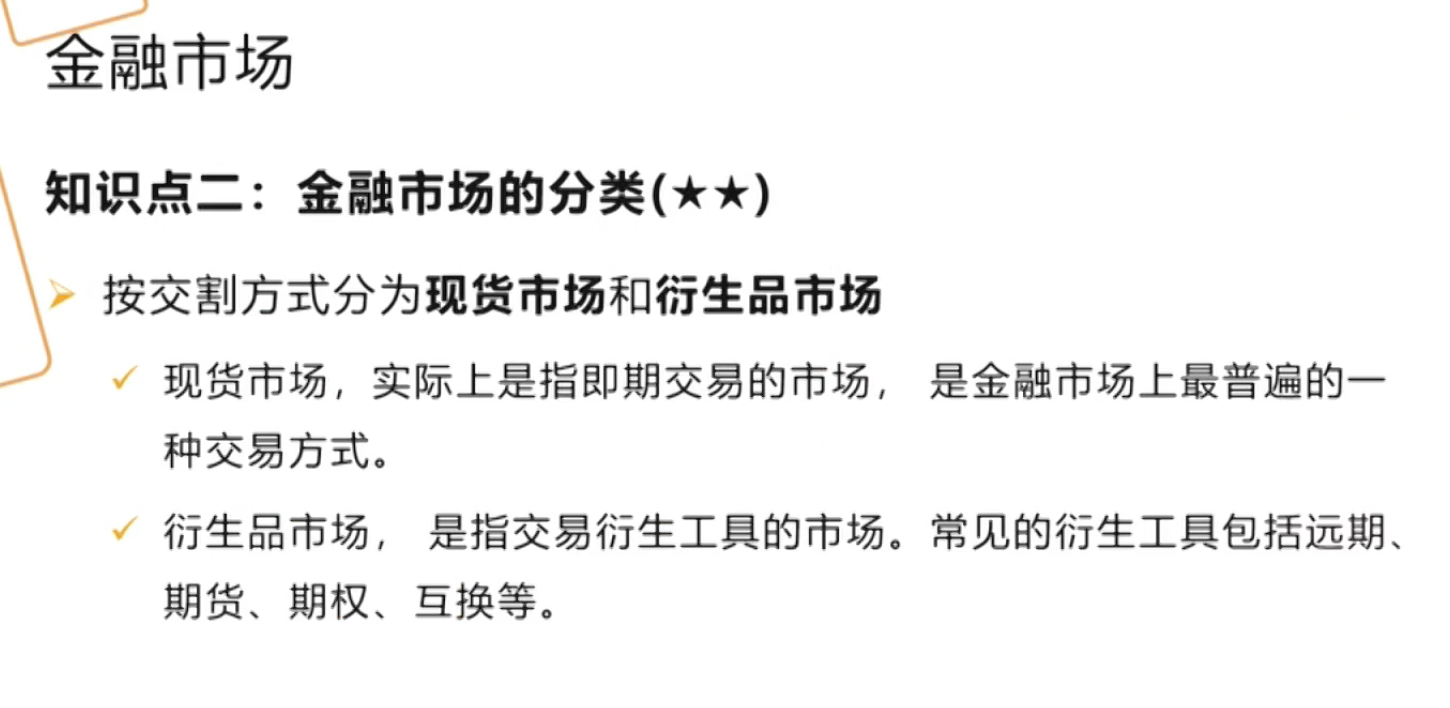 金融市场
知识点二：金融市场的分类(★★)
按交割方式分为现货市场和衍生品市场
现货市场，实际上是指即期交易的市场， 是金融市场上最普遍的一
种交易方式。
衍生品市场， 是指交易衍生工具的市场。常见的衍生工具包括远期、
期货、期权、互换等。